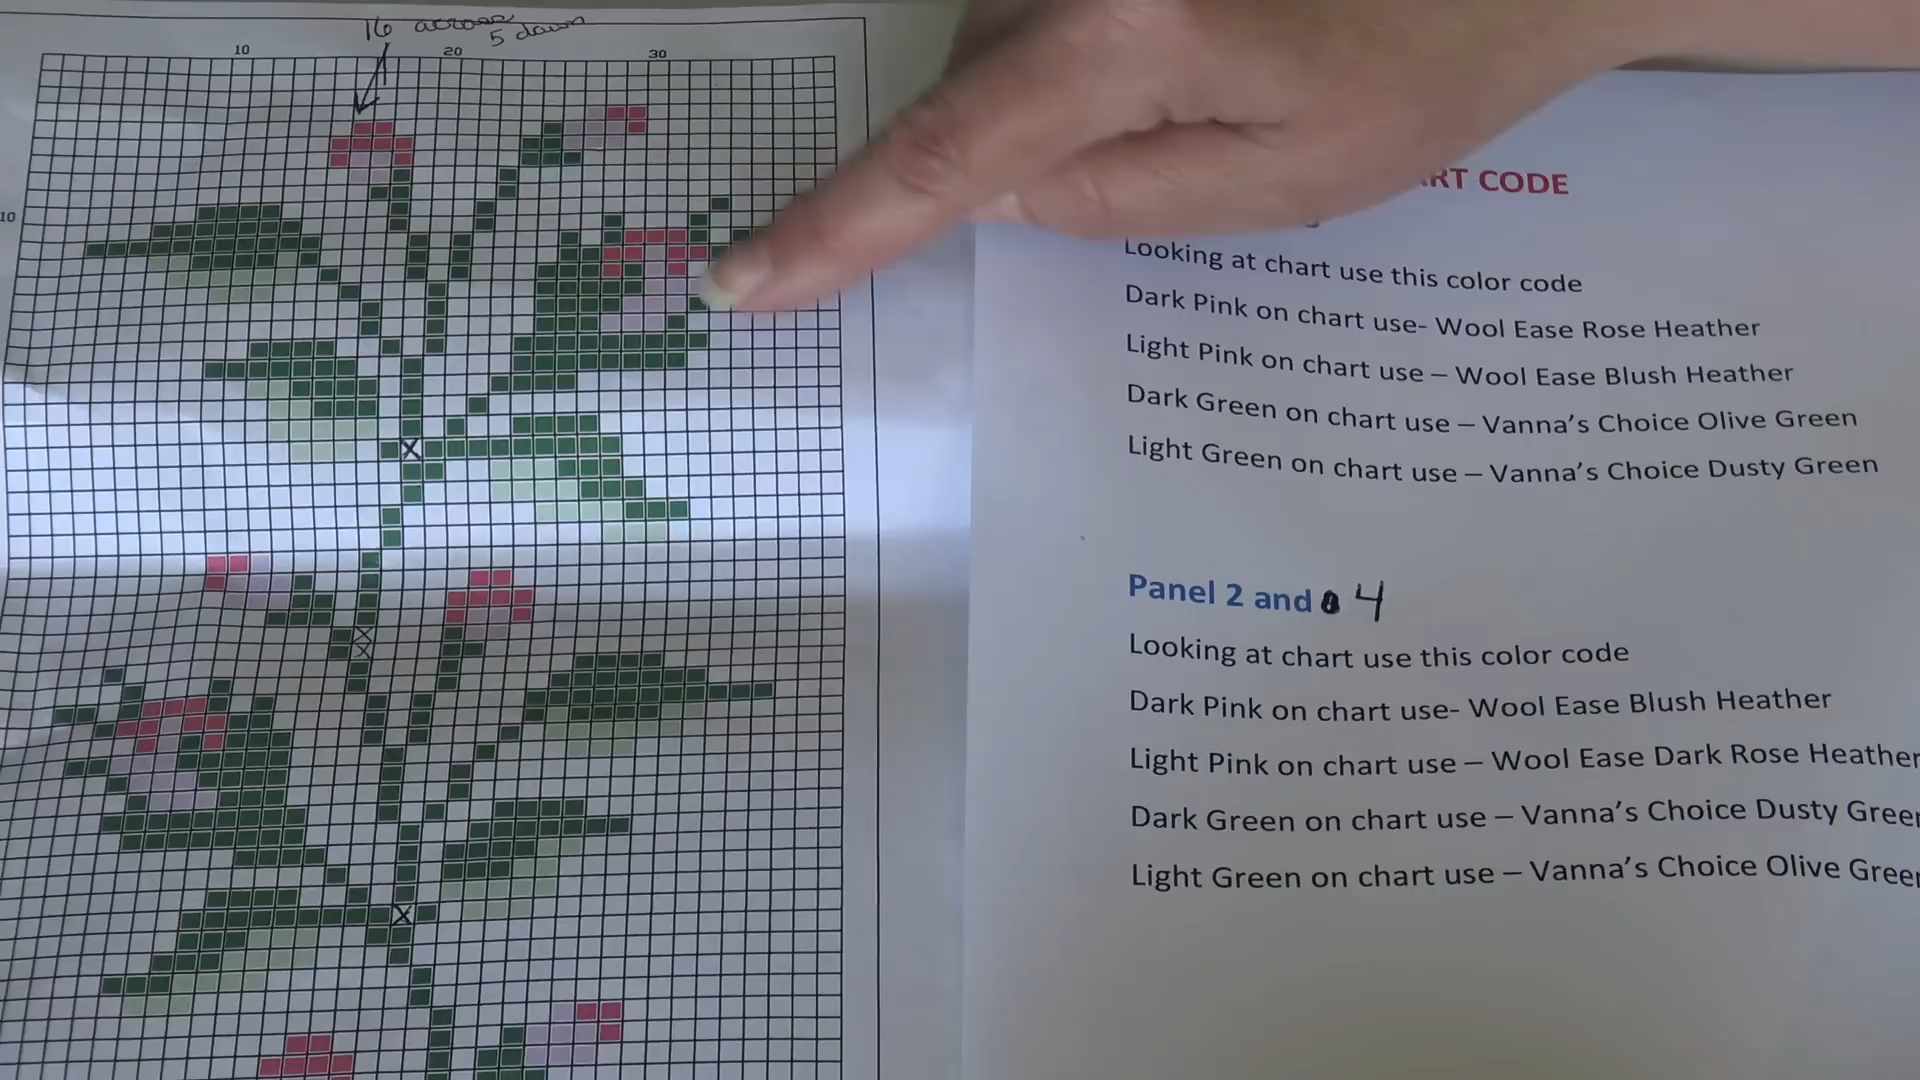 16 across
5 down
10 20 30
10
CHART CODE
Looking at chart use this color code
Dark Pink on chart use- Wool Ease Rose Heather
Light Pink on chart use – Wool Ease Blush Heather
Dark Green on chart use – Vanna's Choice Olive Green
Light Green on chart use – Vanna's Choice Dusty Green
Panel 2 and 4
Looking at chart use this color code
Dark Pink on chart use- Wool Ease Blush Heather
Light Pink on chart use – Wool Ease Dark Rose Heather
Dark Green on chart use – Vanna's Choice Dusty Green
Light Green on chart use – Vanna's Choice Olive Green